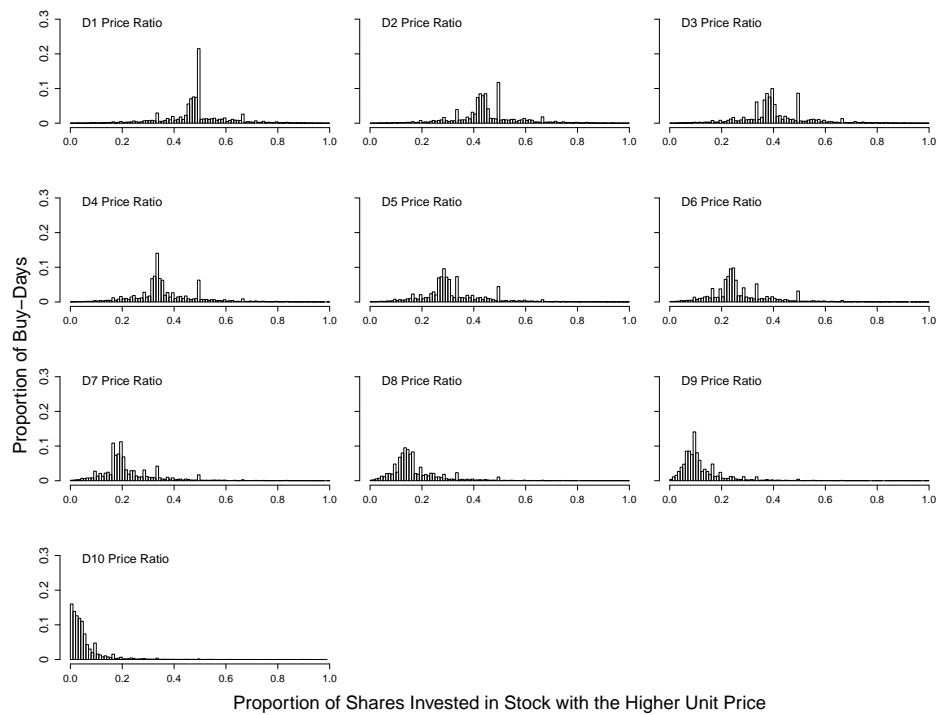 D1 Price Ratio
D2 Price Ratio
D3 Price Ratio
0 0.1 0.2 0.3
0.0 0.2 0.4 0.6 0.8 1.0
0.0 0.2 0.4 0.6 0.8 1.0
0.0 0.2 0.4 0.6 0.8 1.0
D4 Price Ratio
D5 Price Ratio
D6 Price Ratio
0 0.1 0.2 0.3
0.0 0.2 0.4 0.6 0.8 1.0
0.0 0.2 0.4 0.6 0.8 1.0
0.0 0.2 0.4 0.6 0.8 1.0
Proportion of Buy−Days
D7 Price Ratio
D8 Price Ratio
D9 Price Ratio
0 0.1 0.2 0.3
0.0 0.2 0.4 0.6 0.8 1.0
0.0 0.2 0.4 0.6 0.8 1.0
0.0 0.2 0.4 0.6 0.8 1.0
D10 Price Ratio
0 0.1 0.2 0.3
0.0 0.2 0.4 0.6 0.8 1.0
Proportion of Shares Invested in Stock with the Higher Unit Price